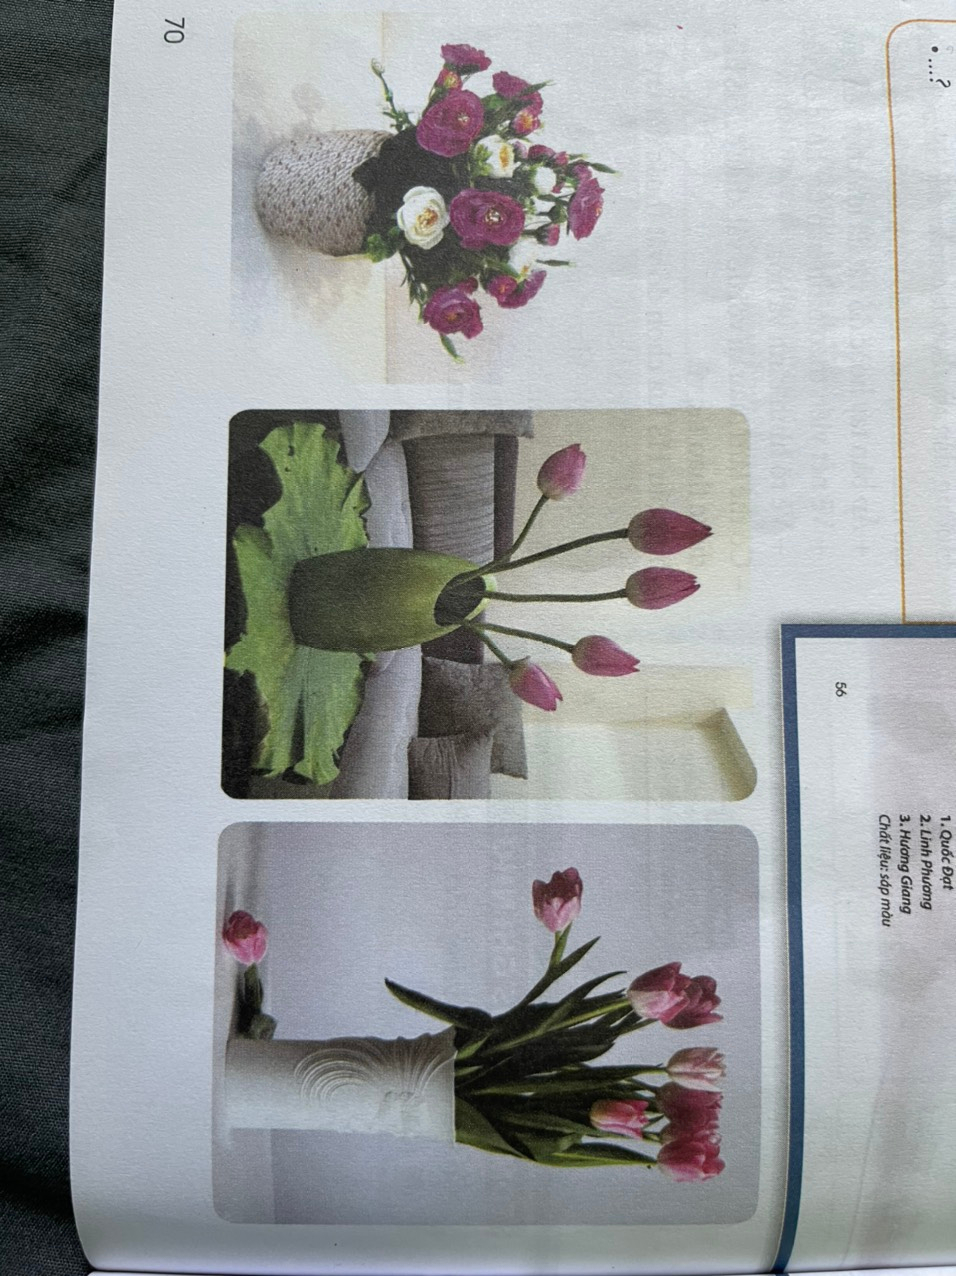 • ....?
1. Quốc Đạt
2. Linh Phương
3. Hương Giang
Chất liệu: sáp màu
56
70